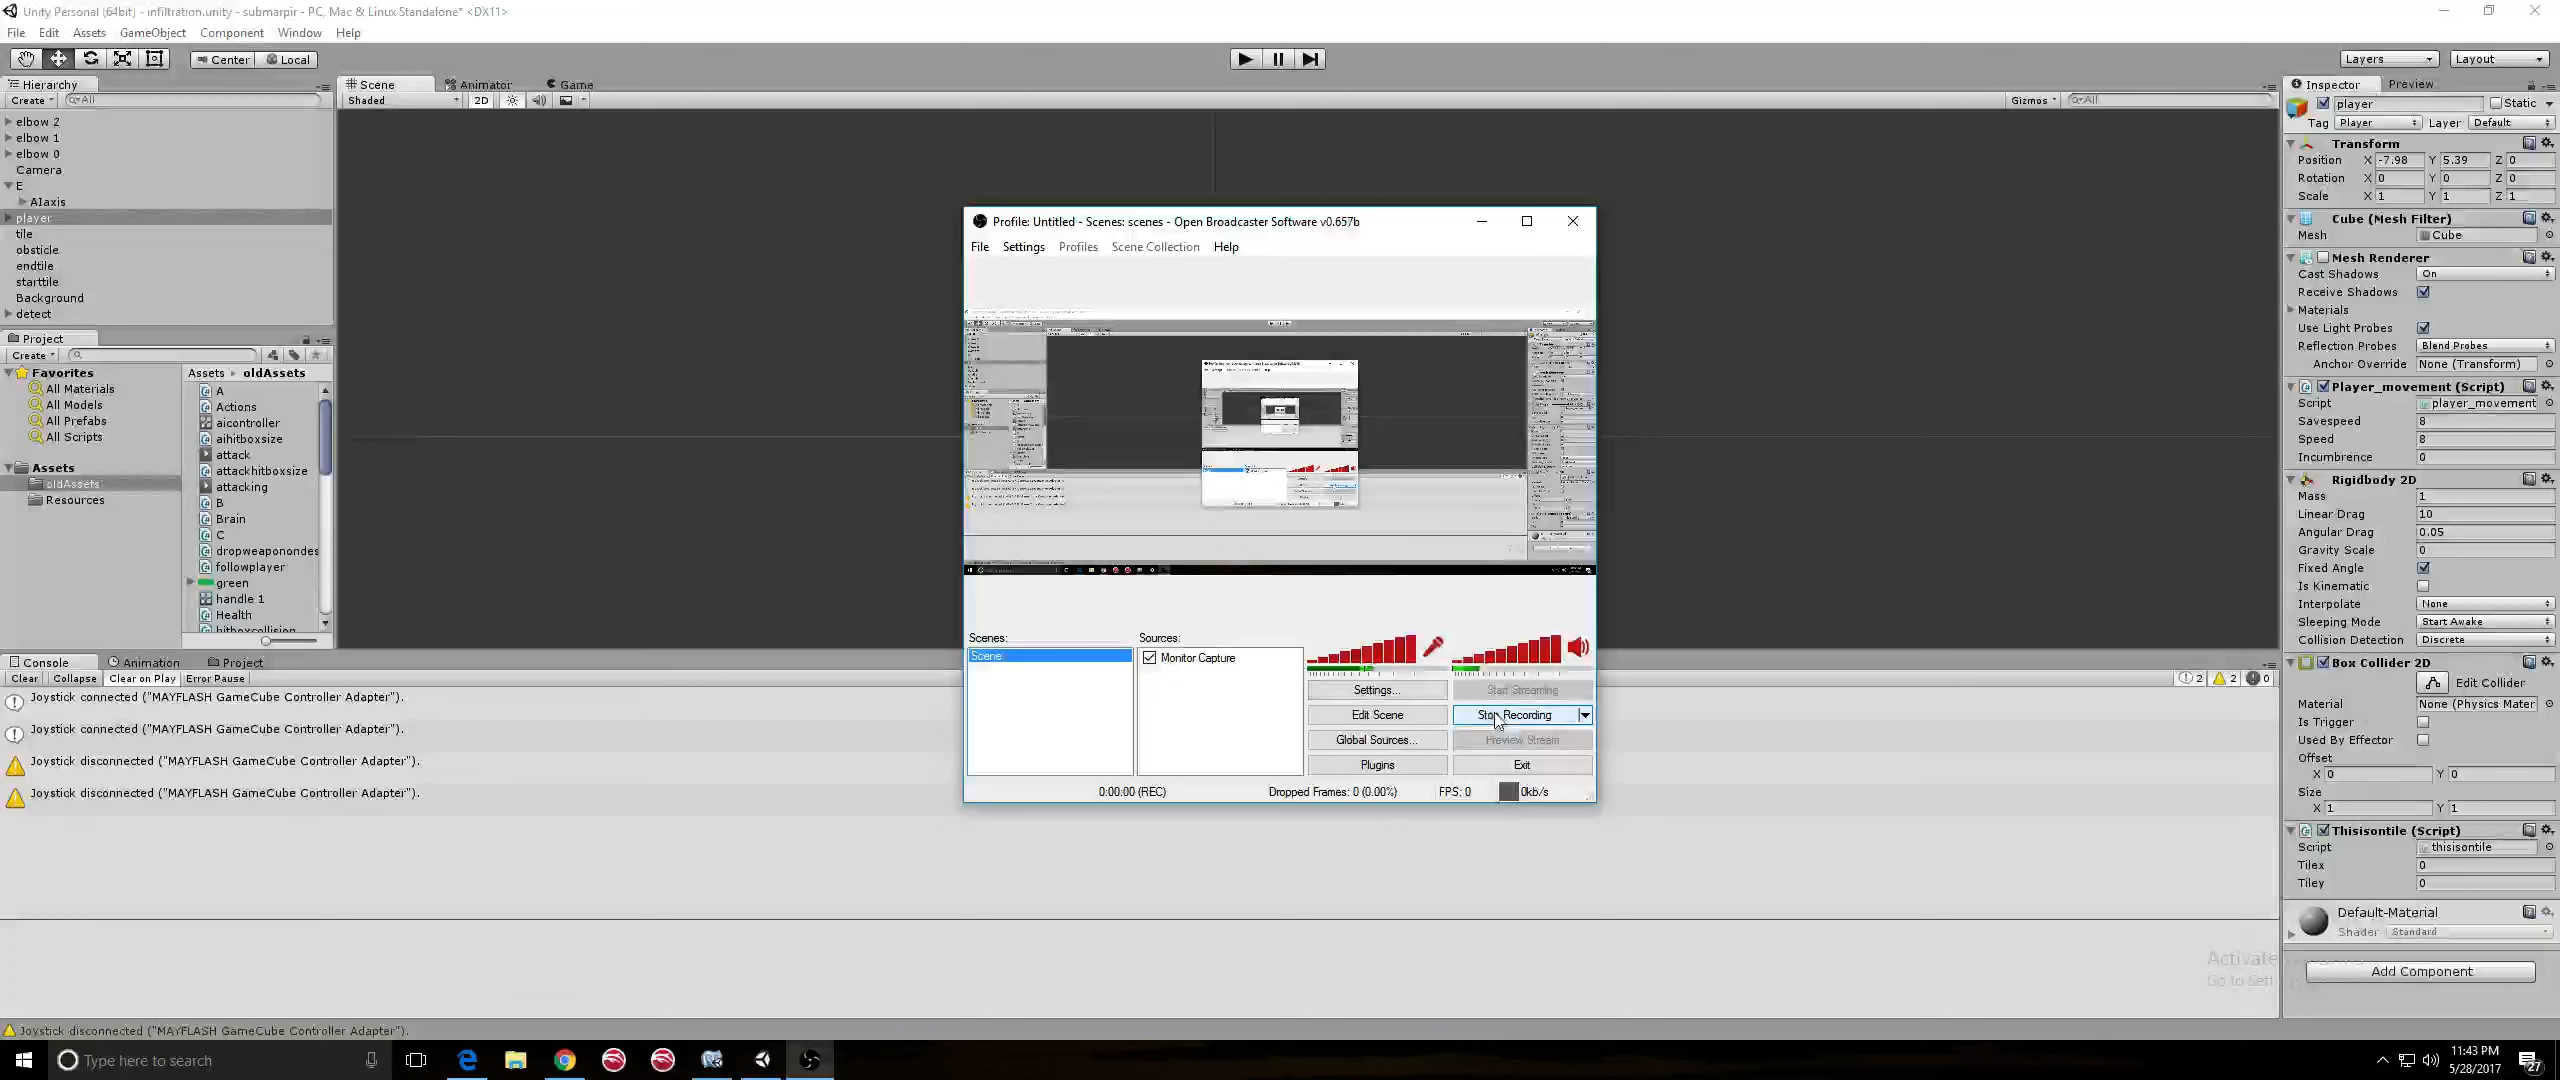 Unity Personal (64bit) - infiltration.unity - submarpir - PC, Mac & Linux Standalone* <DX11>
File Edit Assets GameObject Component Window Help
Center Local
Layers Layout
Hierarchy
Create All
elbow 2
elbow 1
elbow 0
Camera
E
AIaxis
player
tile
obsticle
endtile
starttile
Background
detect
Scene Animator Game
Shaded 2D
Gizmos All
Project
Create
Favorites
All Materials
All Models
All Prefabs
All Scripts
Assets
oldAssets
Resources
Assets oldAssets
A
Actions
aicontroller
aihitboxsize
attack
attackhitboxsize
attacking
B
Brain
C
dropweaponondes
followplayer
green
handle 1
Health
hitboxcollision
Profile: Untitled - Scenes: scenes - Open Broadcaster Software v0.657b
File Settings Profiles Scene Collection Help
Scenes:
Scene
Sources:
Monitor Capture
Settings... Start Streaming
Edit Scene Stop Recording
Global Sources... Preview Stream
Plugins Exit
0:00:00 (REC) Dropped Frames: 0 (0.00%) FPS: 0 0kb/s
Console Animation Project
Clear Collapse Clear on Play Error Pause
2 2 0
Joystick connected ("MAYFLASH GameCube Controller Adapter").
Joystick connected ("MAYFLASH GameCube Controller Adapter").
Joystick disconnected ("MAYFLASH GameCube Controller Adapter").
Joystick disconnected ("MAYFLASH GameCube Controller Adapter").
Inspector Preview
player Static
Tag Player Layer Default
Transform
Position X -7.98 Y 5.39 Z 0
Rotation X 0 Y 0 Z 0
Scale X 1 Y 1 Z 1
Cube (Mesh Filter)
Mesh Cube
Mesh Renderer
Cast Shadows On
Receive Shadows
Materials
Use Light Probes
Reflection Probes Blend Probes
Anchor Override None (Transform)
Player_movement (Script)
Script player_movement
Savespeed 8
Speed 8
Incumbrence 0
Rigidbody 2D
Mass 1
Linear Drag 10
Angular Drag 0.05
Gravity Scale 0
Fixed Angle
Is Kinematic
Interpolate None
Sleeping Mode Start Awake
Collision Detection Discrete
Box Collider 2D
Edit Collider
Material None (Physics Mater
Is Trigger
Used By Effector
Offset
X 0 Y 0
Size
X 1 Y 1
Thisisontile (Script)
Script thisisontile
Tilex 0
Tiley 0
Default-Material
Shader Standard
Activate
Go to Sett
Add Component
Joystick disconnected ("MAYFLASH GameCube Controller Adapter").
Type here to search
11:43 PM
5/28/2017
27